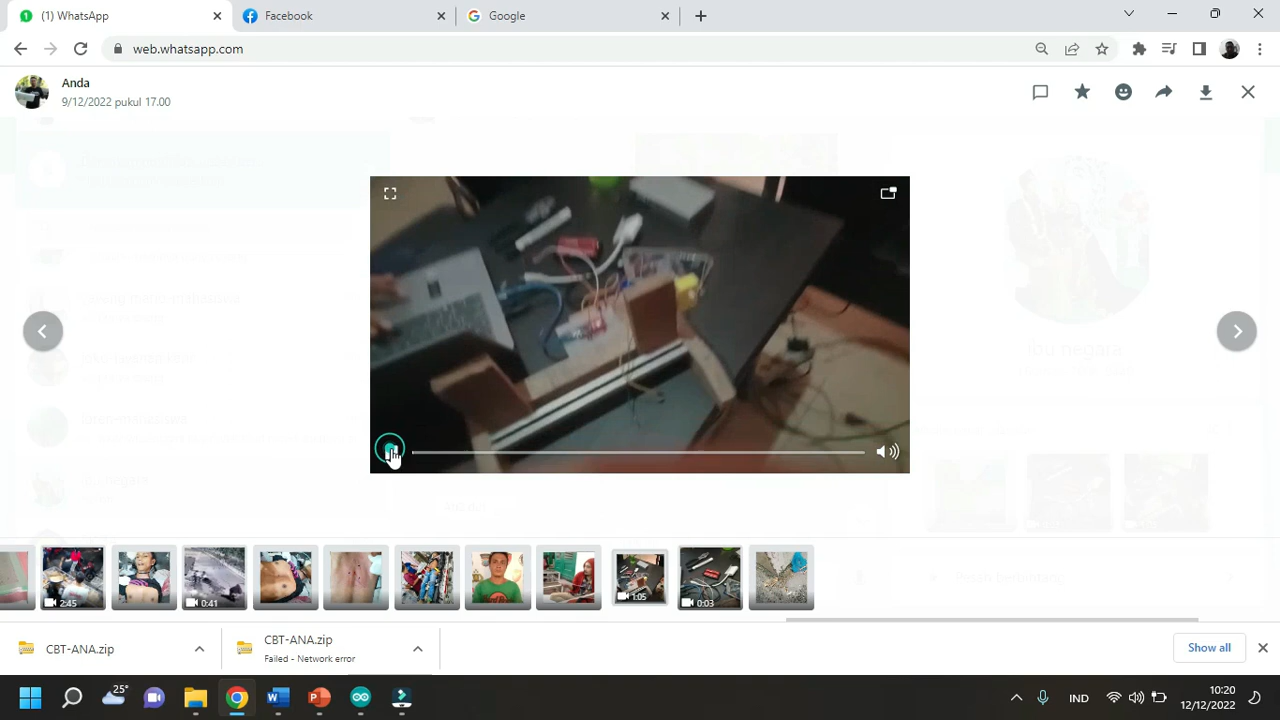 (1) WhatsApp
Facebook
Google
web.whatsapp.com
Anda
9/12/2022 pukul 17.00
ibu negara
2:45
0:41
1:05
0:03
CBT-ANA.zip
CBT-ANA.zip
Failed - Network error
Show all
25°
IND
10:20
12/12/2022